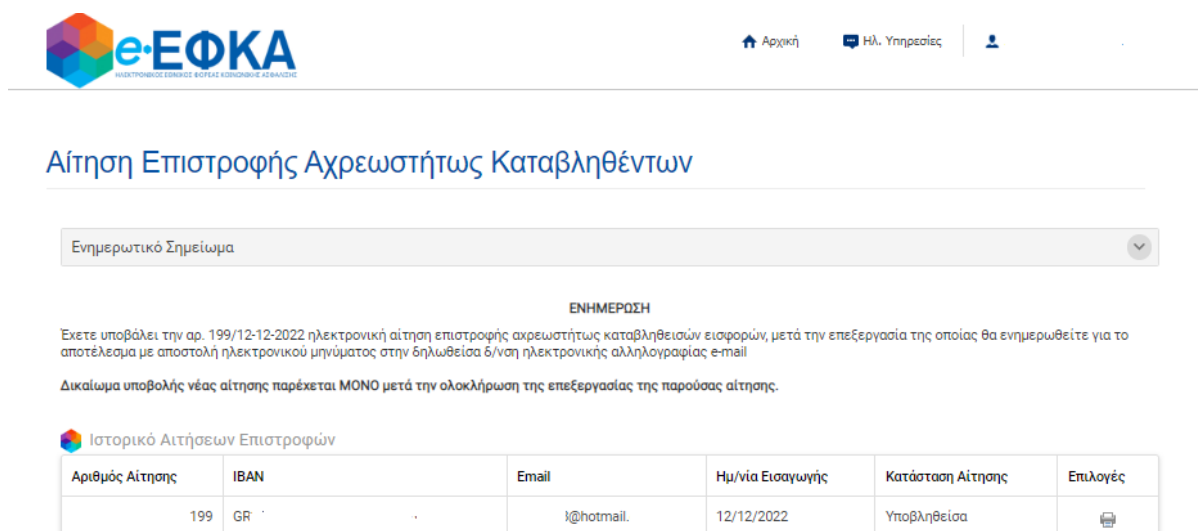 e-ΕΦΚΑ
ΗΛΕΚΤΡΟΝΙΚΟΣ ΕΘΝΙΚΟΣ ΦΟΡΕΑΣ ΚΟΙΝΩΝΙΚΗΣ ΑΣΦΑΛΙΣΗΣ
Αρχική Ηλ. Υπηρεσίες
Αίτηση Επιστροφής Αχρεωστήτως Καταβληθέντων
Ενημερωτικό Σημείωμα
ΕΝΗΜΕΡΩΣΗ
Έχετε υποβάλει την αρ. 199/12-12-2022 ηλεκτρονική αίτηση επιστροφής αχρεωστήτως καταβληθεισών εισφορών, μετά την επεξεργασία της οποίας θα ενημερωθείτε για το
αποτέλεσμα με αποστολή ηλεκτρονικού μηνύματος στην δηλωθείσα δ/νση ηλεκτρονικής αλληλογραφίας e-mail
Δικαίωμα υποβολής νέας αίτησης παρέχεται ΜΟΝΟ μετά την ολοκλήρωση της επεξεργασίας της παρούσας αίτησης.
Ιστορικό Αιτήσεων Επιστροφών
Αριθμός Αίτησης IBAN Email Ημ/νία Εισαγωγής Κατάσταση Αίτησης Επιλογές
199 GR @hotmail. 12/12/2022 Υποβληθείσα